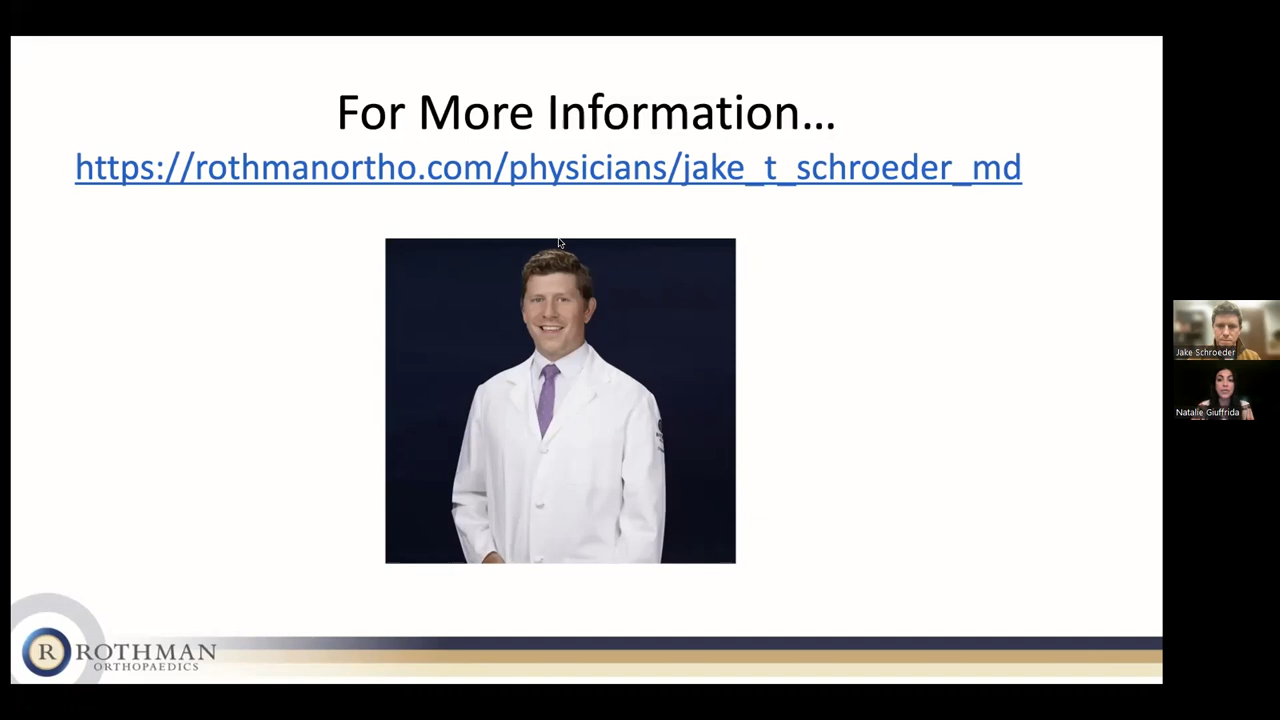 For More Information...
https://rothmanortho.com/physicians/jake_t_schroeder_md
Jake Schroeder
Natalie Giuffrida
R ROTHMAN
ORTHOPAEDICS